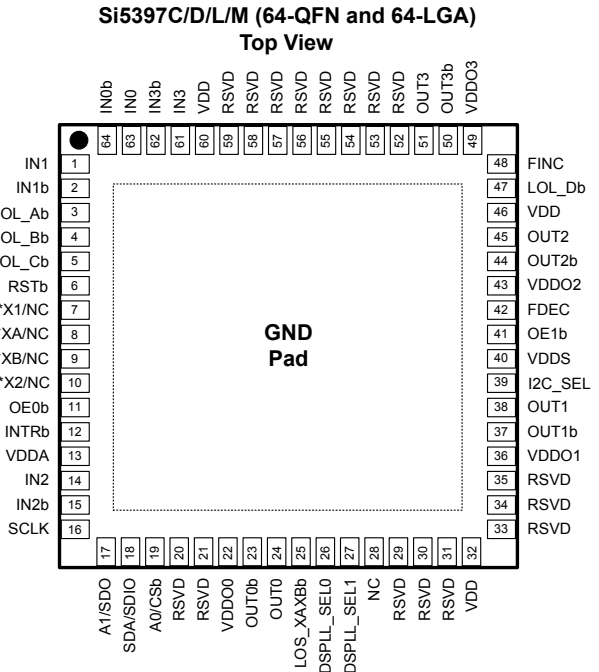 Si5397C/D/L/M (64-QFN and 64-LGA)
Top View
IN0b
IN0
IN3b
IN3
VDD
RSVD
RSVD
RSVD
RSVD
RSVD
RSVD
RSVD
RSVD
OUT3
OUT3b
VDDO3
64
63
62
61
60
59
58
57
56
55
54
53
52
51
50
49
IN1 1
IN1b 2
OL_Ab 3
OL_Bb 4
OL_Cb 5
RSTb 6
*X1/NC 7
XA/NC 8
XB/NC 9
*X2/NC 10
OE0b 11
INTRb 12
VDDA 13
IN2 14
IN2b 15
SCLK 16
GND
Pad
48 FINC
47 LOL_Db
46 VDD
45 OUT2
44 OUT2b
43 VDDO2
42 FDEC
41 OE1b
40 VDDS
39 I2C_SEL
38 OUT1
37 OUT1b
36 VDDO1
35 RSVD
34 RSVD
33 RSVD
17
18
19
20
21
22
23
24
25
26
27
28
29
30
31
32
A1/SDO
SDA/SDIO
A0/CSb
RSVD
RSVD
VDDO0
OUT0b
OUT0
LOS_XAXBb
DSPLL_SEL0
DSPLL_SEL1
NC
RSVD
RSVD
RSVD
VDD